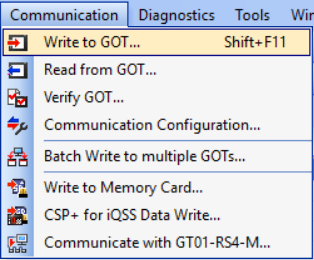 Communication Diagnostics Tools Wi
Write to GOT... Shift+F11
Read from GOT...
Verify GOT...
Communication Configuration...
Batch Write to multiple GOTs...
Write to Memory Card...
CSP+ for iQSS Data Write...
Communicate with GT01-RS4-M...